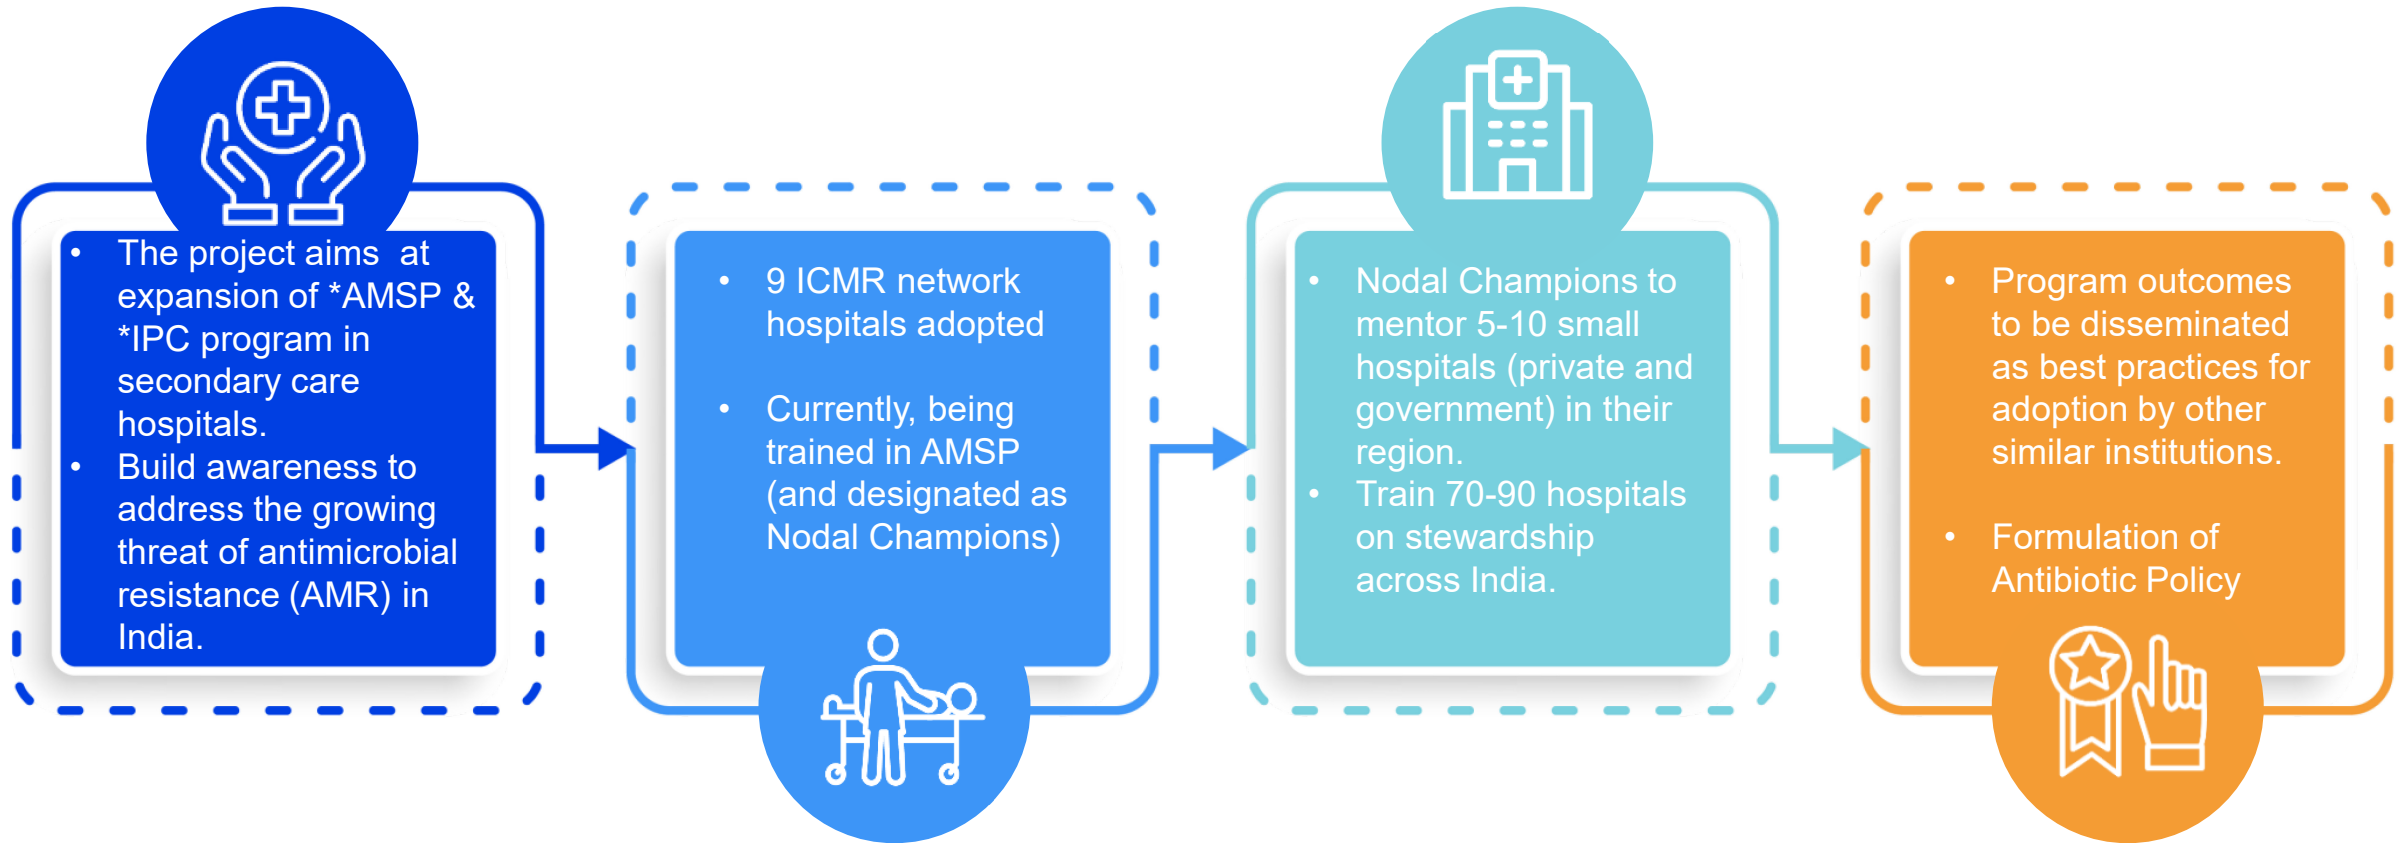 • The project aims  at
expansion of *AMSP &
*IPC program in
secondary care
hospitals.
• Build awareness to
address the growing
threat of antimicrobial
resistance (AMR) in
India.
• 9 ICMR network
hospitals adopted
• Currently, being
trained in AMSP
(and designated as
Nodal Champions)
• Nodal Champions to
mentor 5-10 small
hospitals (private and
government) in their
region.
• Train 70-90 hospitals
on stewardship
across India.
• Program outcomes
to be disseminated
as best practices for
adoption by other
similar institutions.
• Formulation of
Antibiotic Policy